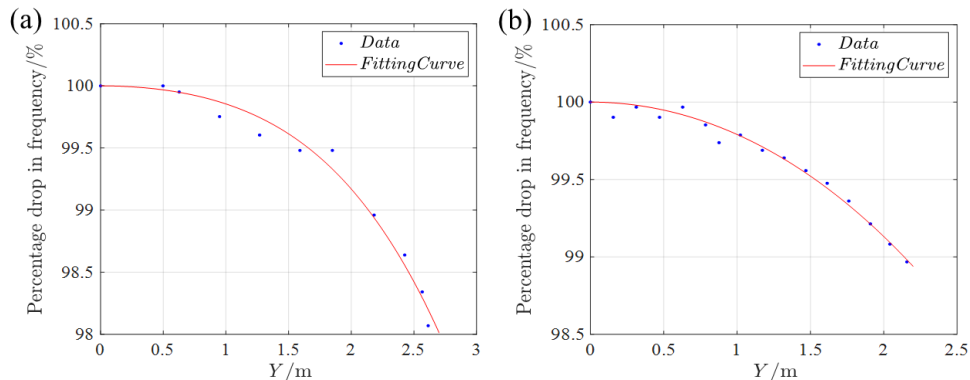 (a)
100.5
100
99.5
99
98.5
98
Percentage drop in frequency/%
Data
FittingCurve
0 0.5 1 1.5 2 2.5 3
Y/m
(b)
100.5
100
99.5
99
98.5
Percentage drop in frequency/%
Data
FittingCurve
0 0.5 1 1.5 2 2.5
Y/m